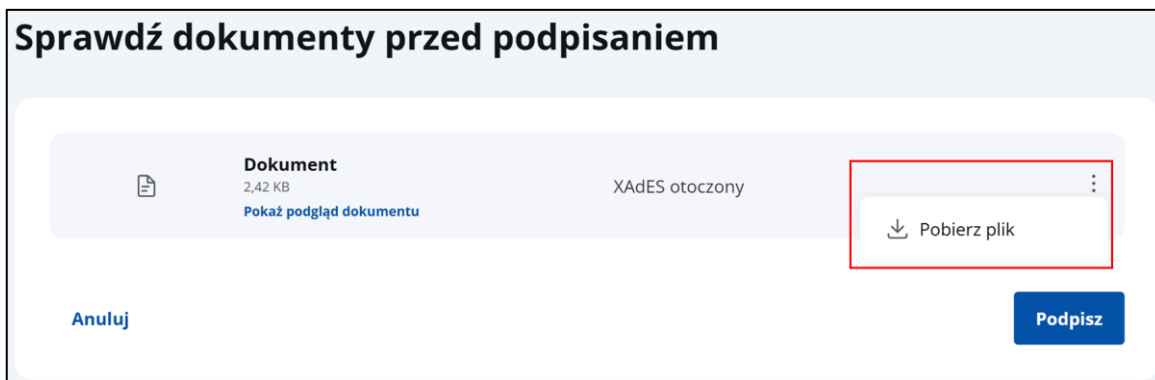 Sprawdź dokumenty przed podpisaniem
Dokument
2,42 KB
Pokaż podgląd dokumentu
XAdES otoczony
Pobierz plik
Anuluj
Podpisz